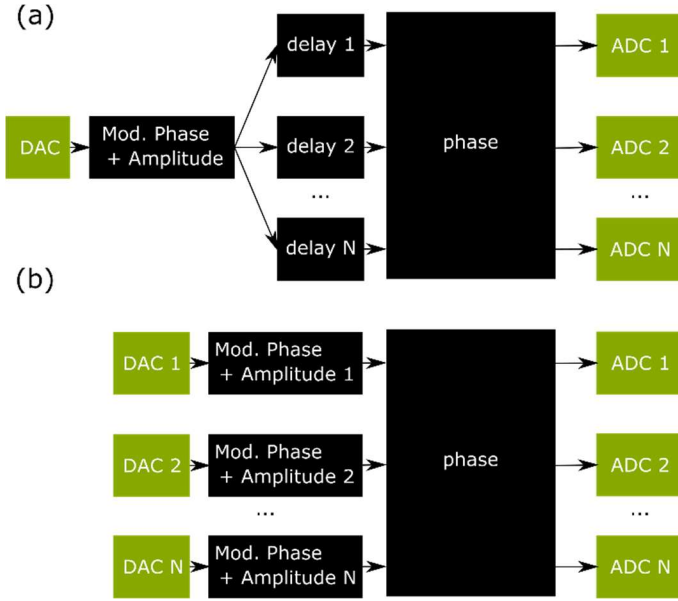 (a)
delay 1
ADC 1
DAC
Mod. Phase
+ Amplitude
delay 2
phase
ADC 2
...
...
delay N
ADC N
(b)
DAC 1
Mod. Phase
+ Amplitude 1
ADC 1
DAC 2
Mod. Phase
+ Amplitude 2
phase
ADC 2
...
...
DAC N
Mod. Phase
+ Amplitude N
ADC N